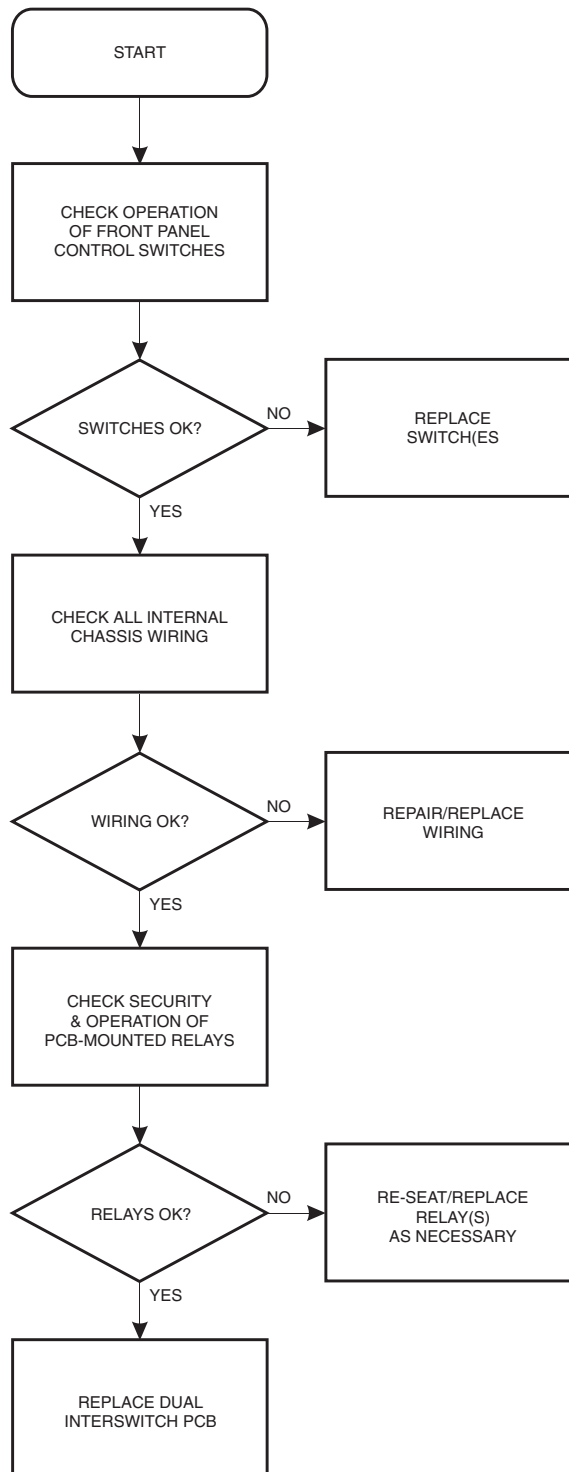 START
CHECK OPERATION
OF FRONT PANEL
CONTROL SWITCHES
SWITCHES OK?
NO
REPLACE
SWITCH(ES
YES
CHECK ALL INTERNAL
CHASSIS WIRING
WIRING OK?
NO
REPAIR/REPLACE
WIRING
YES
CHECK SECURITY
& OPERATION OF
PCB-MOUNTED RELAYS
RELAYS OK?
NO
RE-SEAT/REPLACE
RELAY(S)
AS NECESSARY
YES
REPLACE DUAL
INTERSWITCH PCB